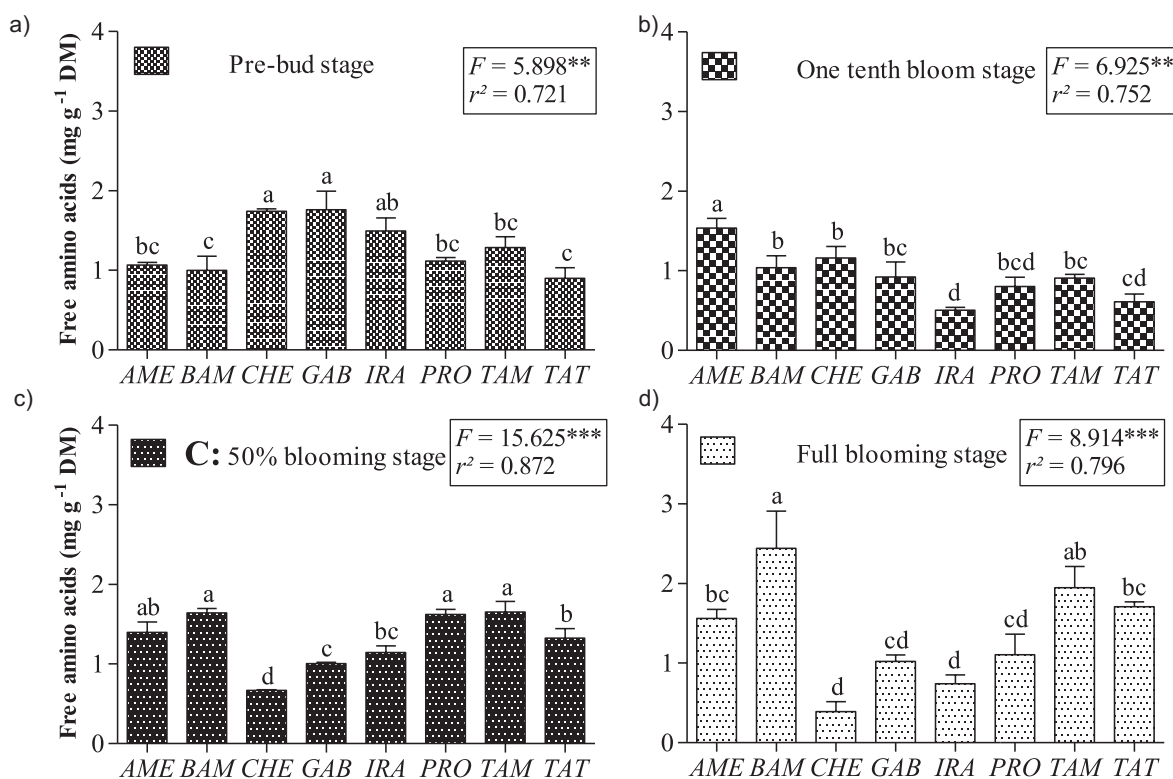 a)
Free amino acids (mg g⁻¹ DM)
4
3
2
1
0
Pre-bud stage
F = 5.898**
r² = 0.721
bc
c
a
a
ab
bc
bc
c
AME BAM CHE GAB IRA PRO TAM TAT
b)
4
3
2
1
0
One tenth bloom stage
F = 6.925**
r² = 0.752
a
b
b
bc
d
bcd
bc
cd
AME BAM CHE GAB IRA PRO TAM TAT
c)
Free amino acids (mg g⁻¹ DM)
4
3
2
1
0
C: 50% blooming stage
F = 15.625***
r² = 0.872
ab
a
d
c
bc
a
a
b
AME BAM CHE GAB IRA PRO TAM TAT
d)
4
3
2
1
0
Full blooming stage
F = 8.914***
r² = 0.796
bc
a
d
cd
d
cd
ab
bc
AME BAM CHE GAB IRA PRO TAM TAT